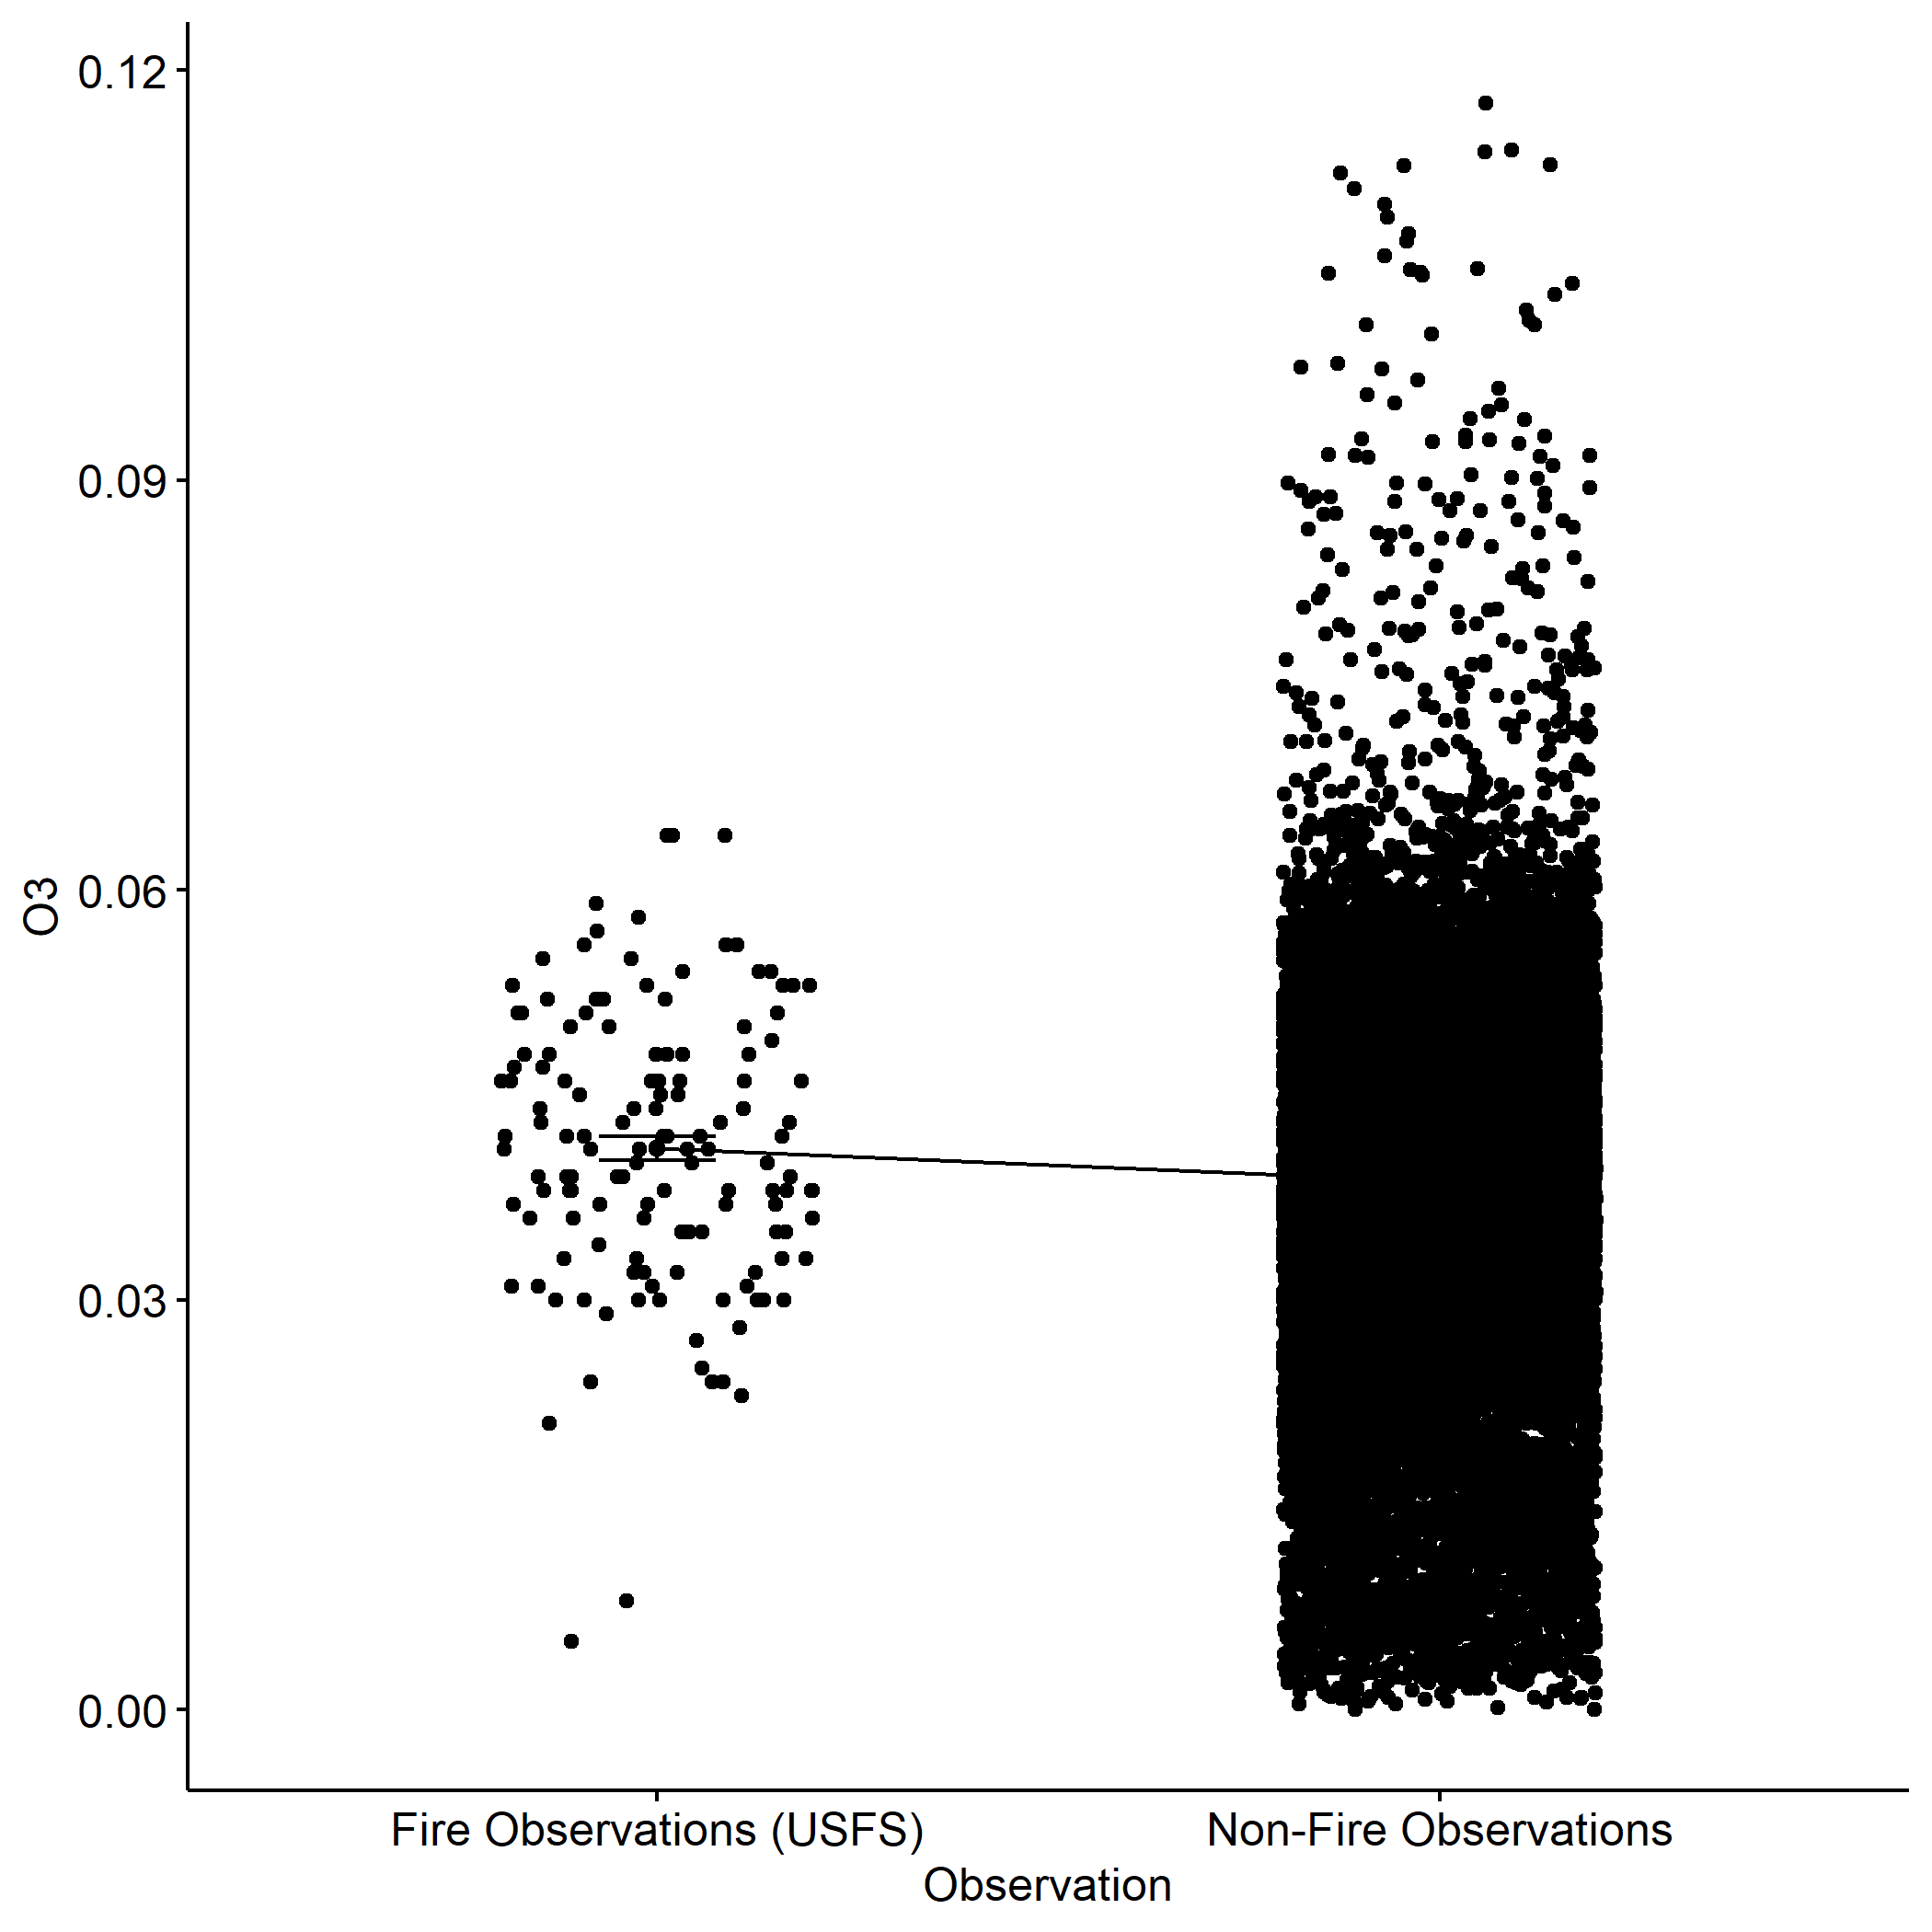 0.12
0.09
0.06
0.03
0.00
O3
Fire Observations (USFS)
Non-Fire Observations
Observation